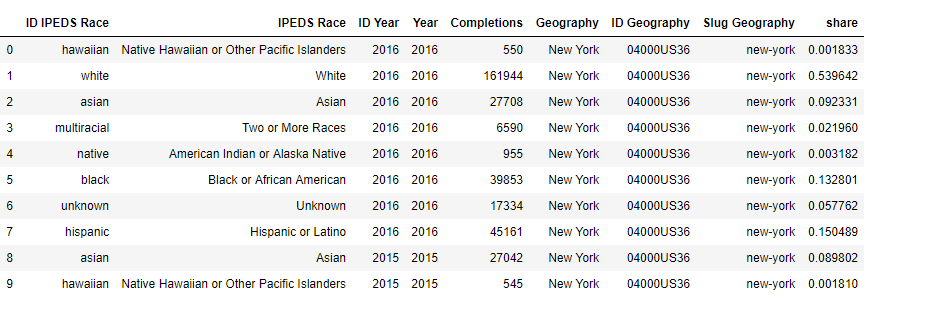 ID IPEDS Race IPEDS Race ID Year Year Completions Geography ID Geography Slug Geography share
0 hawaiian Native Hawaiian or Other Pacific Islanders 2016 2016 550 New York 04000US36 new-york 0.001833
1 white White 2016 2016 161944 New York 04000US36 new-york 0.539642
2 asian Asian 2016 2016 27708 New York 04000US36 new-york 0.092331
3 multiracial Two or More Races 2016 2016 6590 New York 04000US36 new-york 0.021960
4 native American Indian or Alaska Native 2016 2016 955 New York 04000US36 new-york 0.003182
5 black Black or African American 2016 2016 39853 New York 04000US36 new-york 0.132801
6 unknown Unknown 2016 2016 17334 New York 04000US36 new-york 0.057762
7 hispanic Hispanic or Latino 2016 2016 45161 New York 04000US36 new-york 0.150489
8 asian Asian 2015 2015 27042 New York 04000US36 new-york 0.089802
9 hawaiian Native Hawaiian or Other Pacific Islanders 2015 2015 545 New York 04000US36 new-york 0.001810